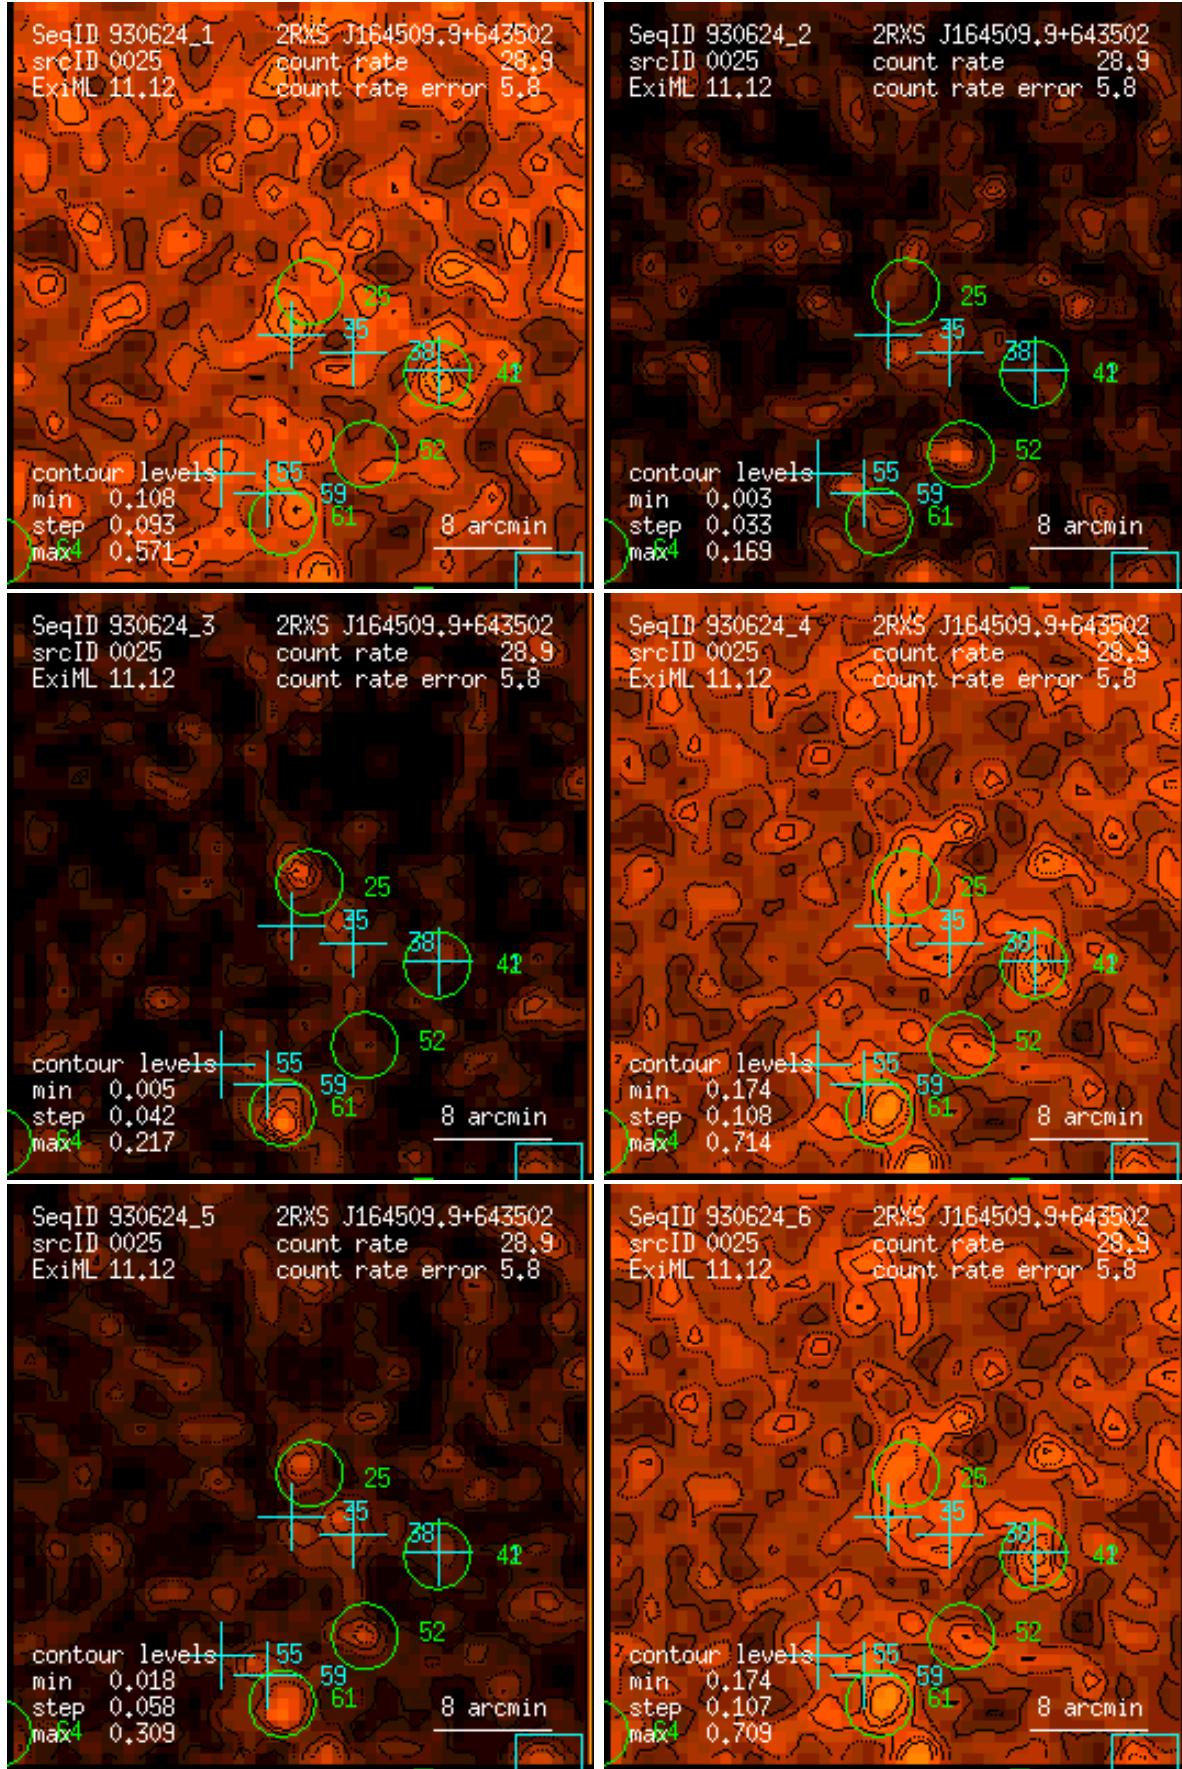 SeqID 930624_1 2RXS J164509.9+643502
srcID 0025 count rate 28.9
ExiML 11.12 count rate error 5.8
25
35
38
52
contour levels 55
min 0.108 59
step 0.093 61 8 arcmin
max 0.571
64
SeqID 930624_2 2RXS J164509.9+643502
srcID 0025 count rate 28.9
ExiML 11.12 count rate error 5.8
25
35
38
52
contour levels 55
min 0.003 59
step 0.033 61 8 arcmin
max 0.169
64
SeqID 930624_3 2RXS J164509.9+643502
srcID 0025 count rate 28.9
ExiML 11.12 count rate error 5.8
25
35
38
52
contour levels 55
min 0.005 59
step 0.042 61 8 arcmin
max 0.217
64
SeqID 930624_4 2RXS J164509.9+643502
srcID 0025 count rate 28.9
ExiML 11.12 count rate error 5.8
25
35
38
52
contour levels 55
min 0.174 59
step 0.108 61 8 arcmin
max 0.714
64
SeqID 930624_5 2RXS J164509.9+643502
srcID 0025 count rate 28.9
ExiML 11.12 count rate error 5.8
25
35
38
52
contour levels 55
min 0.018 59
step 0.058 61 8 arcmin
max 0.309
64
SeqID 930624_6 2RXS J164509.9+643502
srcID 0025 count rate 28.9
ExiML 11.12 count rate error 5.8
25
35
38
52
contour levels 55
min 0.174 59
step 0.107 61 8 arcmin
max 0.709
64